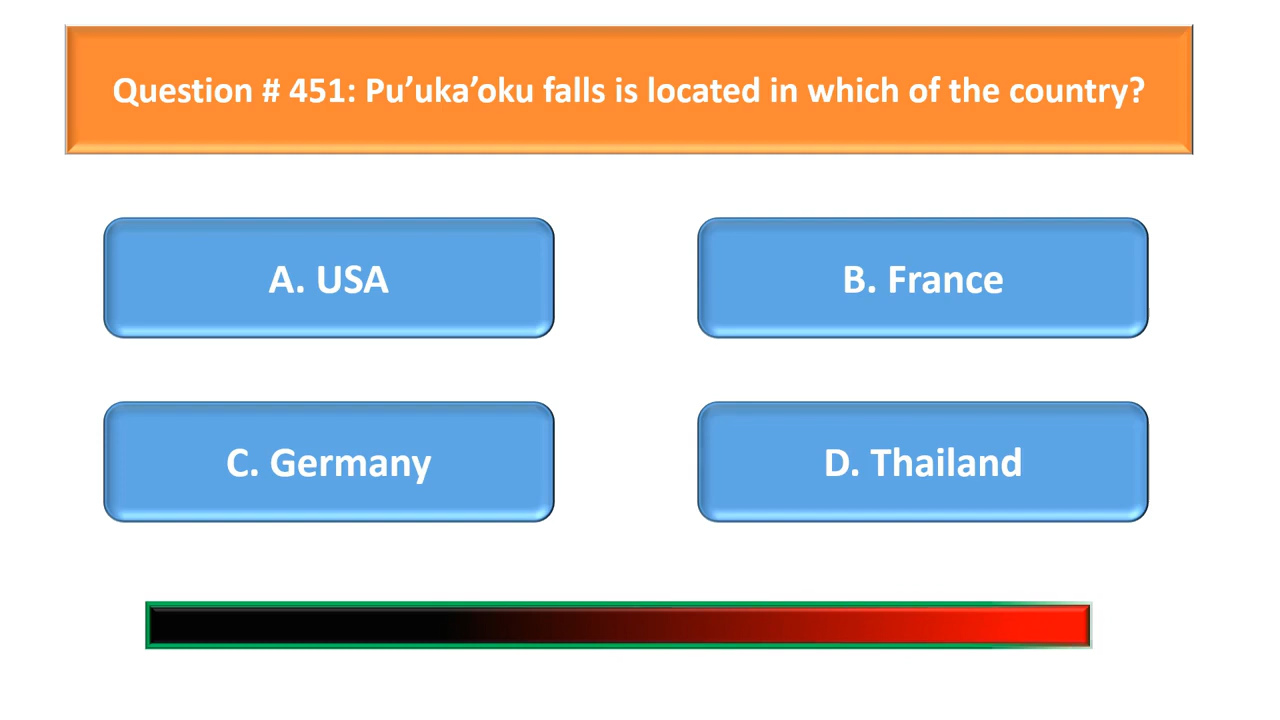 Question # 451: Pu’uka’oku falls is located in which of the country?
A. USA
B. France
C. Germany
D. Thailand